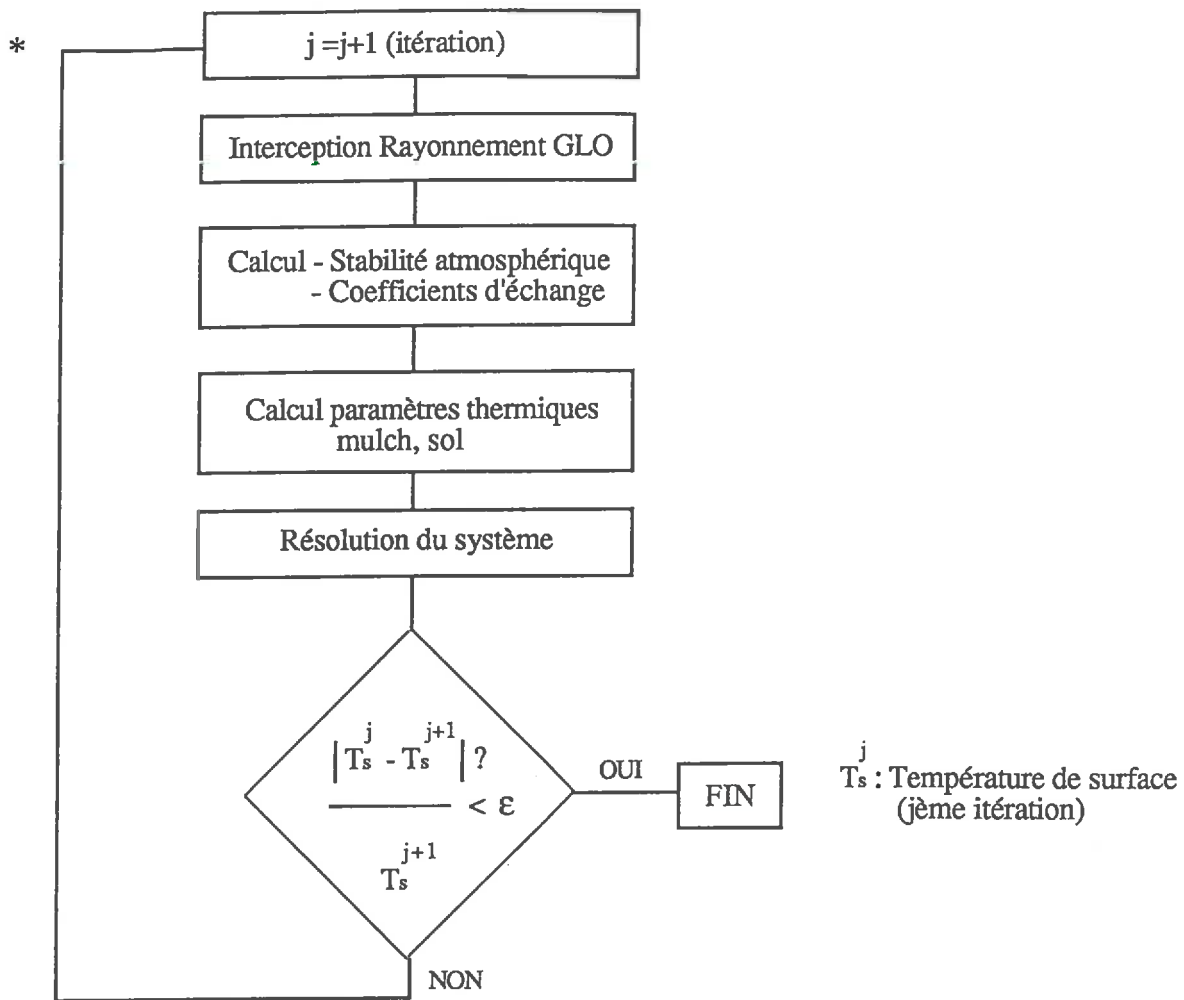 *
j =j+1 (itération)
Interception Rayonnement GLO
Calcul - Stabilité atmosphérique
- Coefficients d'échange
Calcul paramètres thermiques
mulch, sol
Résolution du système
| Ts^j - Ts^j+1 | ?
< ε
Ts^j+1
OUI
FIN
NON
Ts^j : Température de surface
(jème itération)